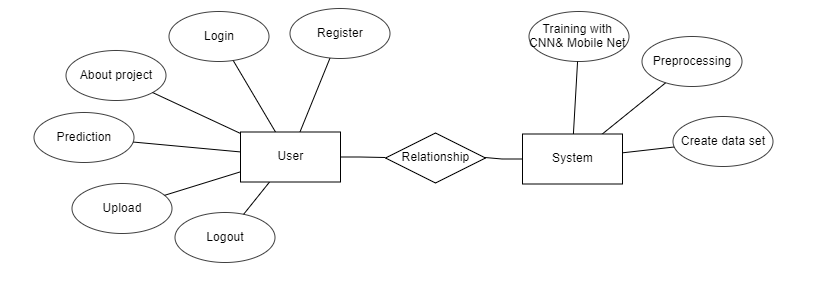 Login
Register
About project
Prediction
User
Upload
Logout
Relationship
Training with
CNN& Mobile Net
Preprocessing
Create data set
System